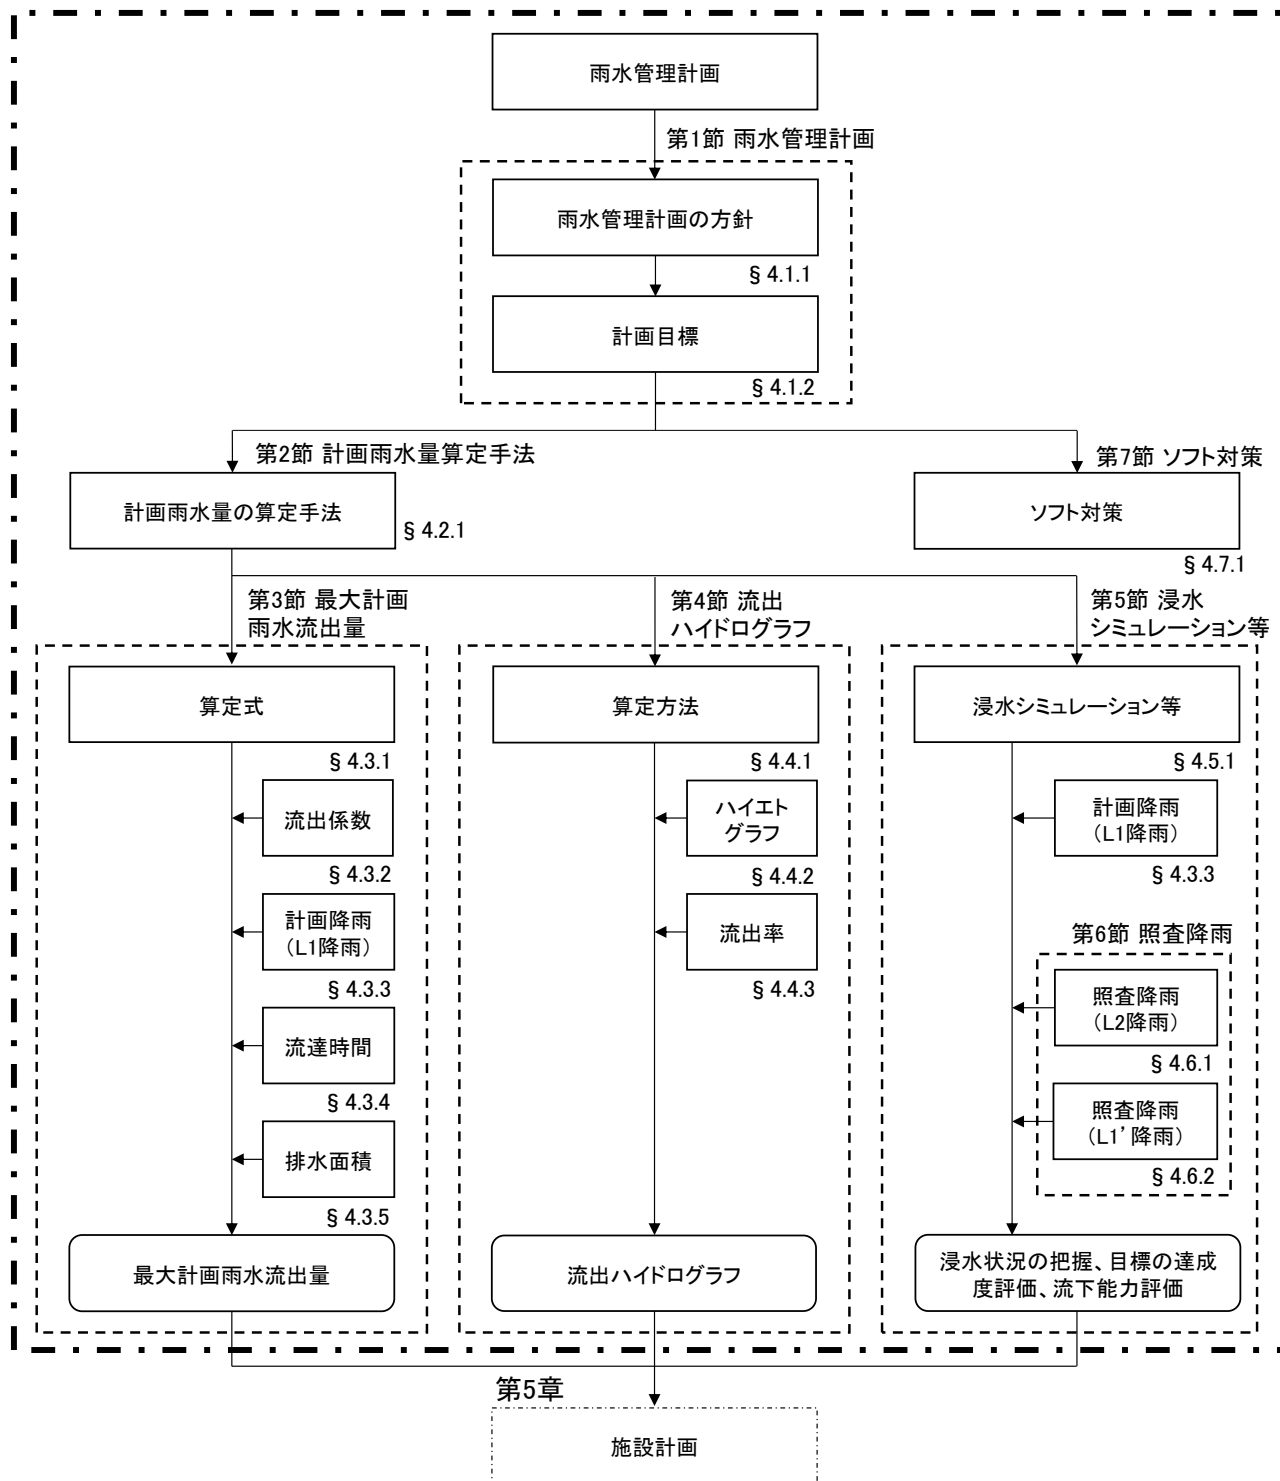 雨水管理計画
第1節 雨水管理計画
雨水管理計画の方針
§ 4.1.1
計画目標
§ 4.1.2
第2節 計画雨水量算定手法
計画雨水量の算定手法
§ 4.2.1
第7節 ソフト対策
ソフト対策
§ 4.7.1
第3節 最大計画
雨水流出量
算定式
§ 4.3.1
流出係数
§ 4.3.2
計画降雨
(L1降雨)
§ 4.3.3
流達時間
§ 4.3.4
排水面積
§ 4.3.5
最大計画雨水流出量
第4節 流出
ハイドログラフ
算定方法
§ 4.4.1
ハイエト
グラフ
§ 4.4.2
流出率
§ 4.4.3
流出ハイドログラフ
第5節 浸水
シミュレーション等
浸水シミュレーション等
§ 4.5.1
計画降雨
(L1降雨)
§ 4.3.3
第6節 照査降雨
照査降雨
(L2降雨)
§ 4.6.1
照査降雨
(L1’降雨)
§ 4.6.2
浸水状況の把握、目標の達成
度評価、流下能力評価
第5章
施設計画